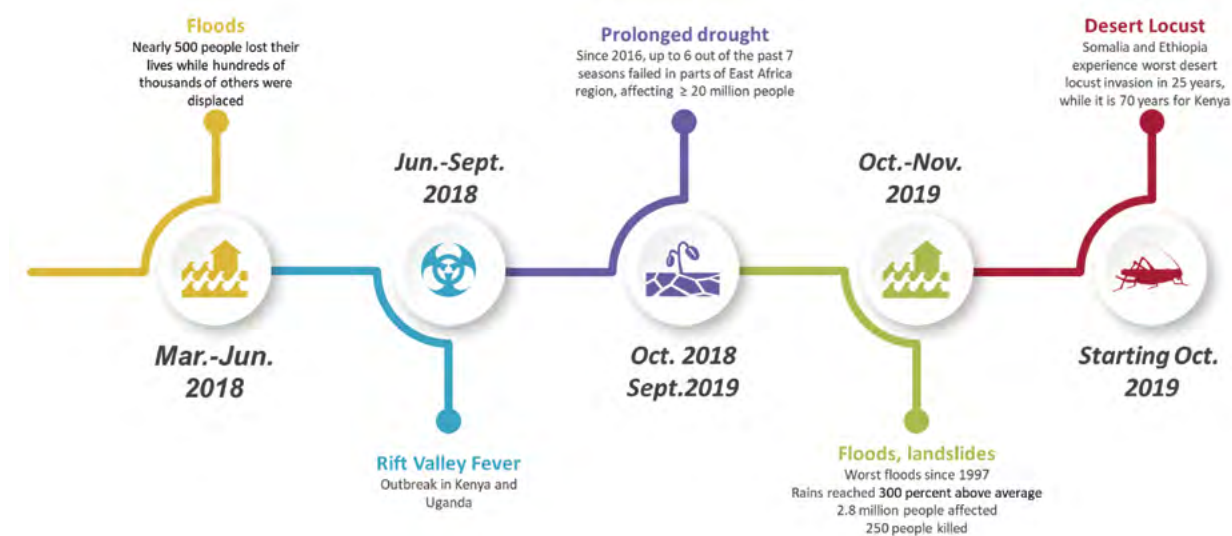 Floods
Nearly 500 people lost their
lives while hundreds of
thousands of others were
displaced
Mar.-Jun.
2018
Jun.-Sept.
2018
Rift Valley Fever
Outbreak in Kenya and
Uganda
Prolonged drought
Since 2016, up to 6 out of the past 7
seasons failed in parts of East Africa
region, affecting ≥ 20 million people
Oct. 2018
Sept.2019
Oct.-Nov.
2019
Floods, landslides
Worst floods since 1997
Rains reached 300 percent above average
2.8 million people affected
250 people killed
Desert Locust
Somalia and Ethiopia
experience worst desert
locust invasion in 25 years,
while it is 70 years for Kenya
Starting Oct.
2019